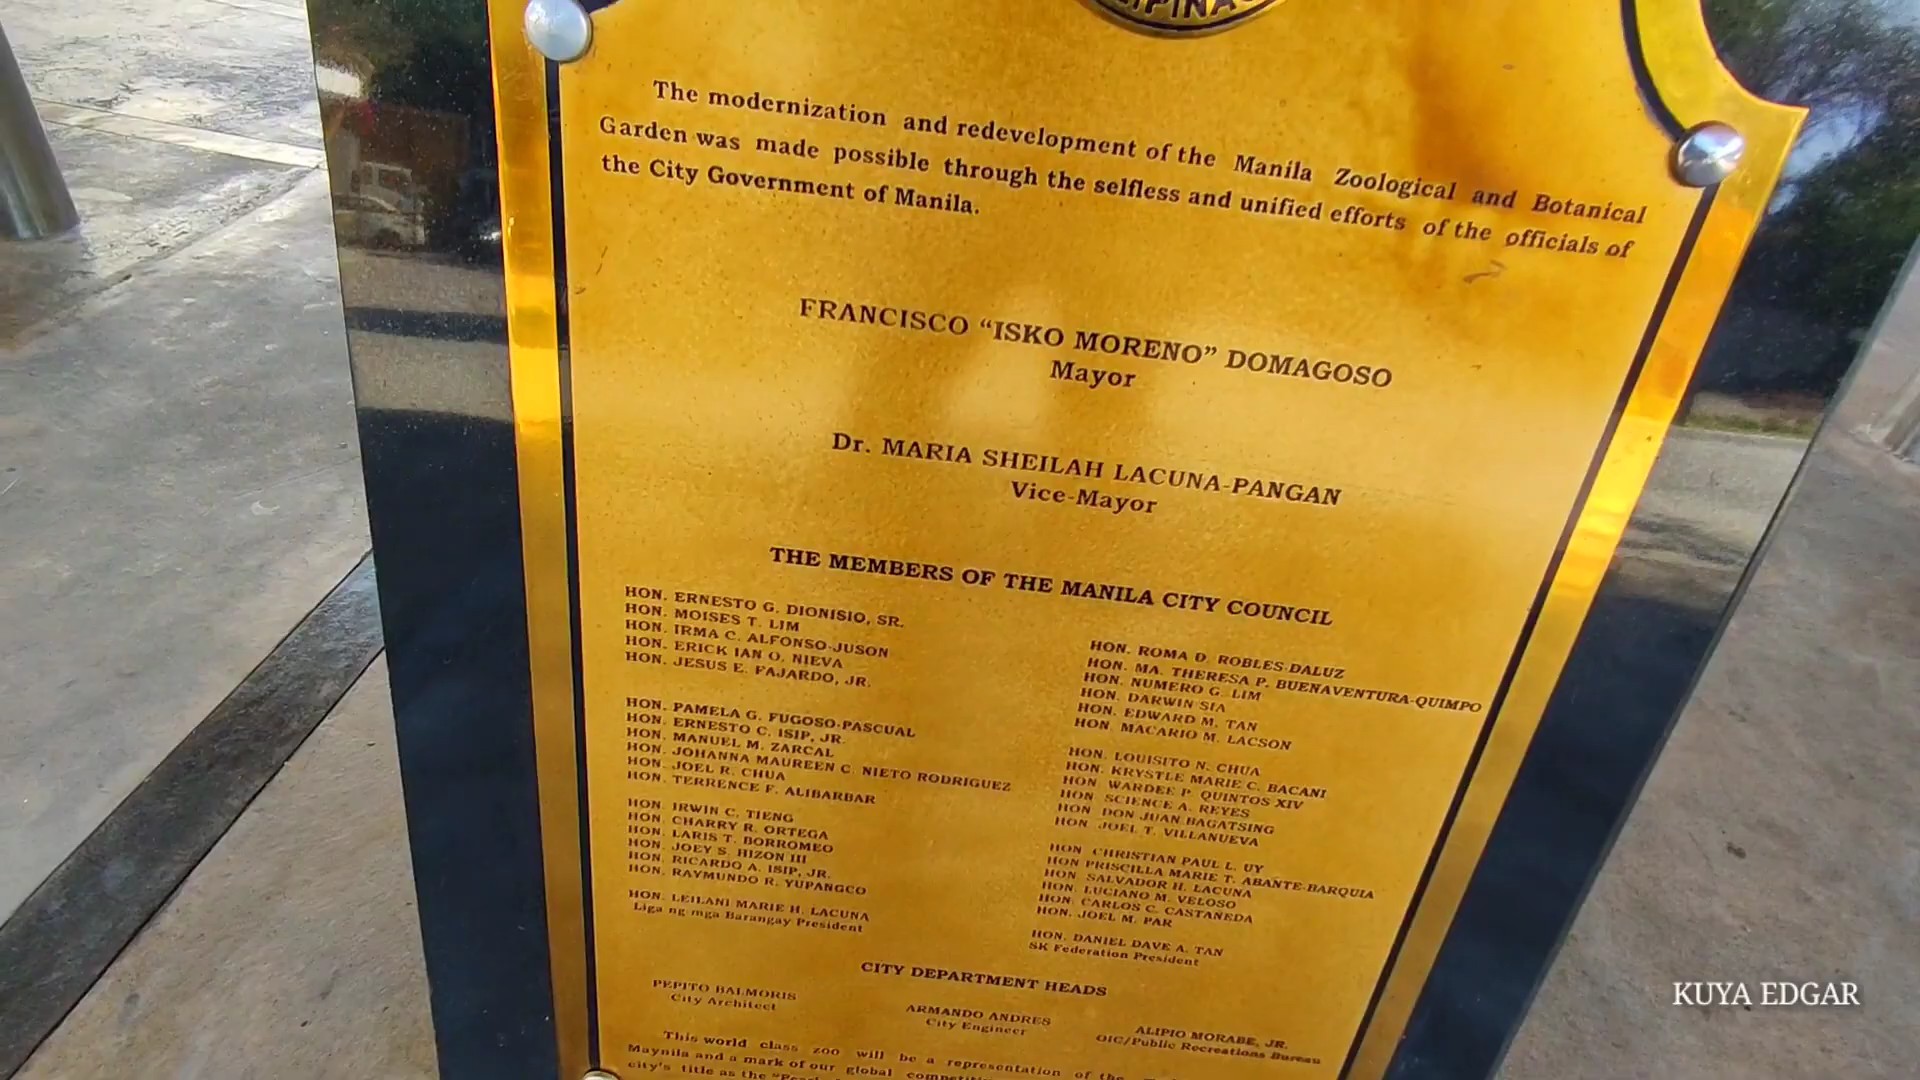 The modernization and redevelopment of the Manila Zoological and Botanical
Garden was made possible through the selfless and unified efforts of the officials of
the City Government of Manila.
FRANCISCO “ISKO MORENO” DOMAGOSO
Mayor
Dr. MARIA SHEILAH LACUNA-PANGAN
Vice-Mayor
THE MEMBERS OF THE MANILA CITY COUNCIL
HON. ERNESTO G. DIONISIO, SR.
HON. MOISES T. LIM
HON. IRMA C. ALFONSO-JUSON
HON. ERICK IAN O. NIEVA
HON. JESUS E. FAJARDO, JR.
HON. PAMELA G. FUGOSO-PASCUAL
HON. ERNESTO C. ISIP, JR.
HON. MANUEL M. ZARCAL
HON. JOHANNA MAUREEN C. NIETO RODRIGUEZ
HON. JOEL R. CHUA
HON. TERRENCE F. ALIBARBAR
HON. IRWIN C. TIENG
HON. CHARRY R. ORTEGA
HON. LARIS T. BORROMEO
HON. JOEY S. HIZON III
HON. RICARDO A. ISIP, JR.
HON. RAYMUNDO R. YUPANGCO
HON. LEILANI MARIE H. LACUNA
Liga ng mga Barangay President
HON. ROMA D. ROBLES-DALUZ
HON. MA. THERESA P. BUENAVENTURA-QUIMPO
HON. NUMERO G. LIM
HON. DARWIN SIA
HON. EDWARD M. TAN
HON. MACARIO M. LACSON
HON. LOUISITO N. CHUA
HON. KRYSTLE MARIE C. BACANI
HON. WARDEE P. QUINTOS XIV
HON. SCIENCE A. REYES
HON. DON JUAN BAGATSING
HON. JOEL T. VILLANUEVA
HON. CHRISTIAN PAUL L. UY
HON. PRISCILLA MARIE T. ABANTE-BARQUIA
HON. SALVADOR H. LACUNA
HON. LUCIANO M. VELOSO
HON. CARLOS C. CASTAÑEDA
HON. JOEL M. PAR
HON. DANIEL DAVE A. TAN
SK Federation President
CITY DEPARTMENT HEADS
PEPITO BALMORIS
City Architect
ARMANDO ANDRES
City Engineer
ALIPIO MORABE, JR.
OIC/Public Recreations Bureau
This world class zoo will be a representation of the
Maynila and a mark of our global
city's title as the
KUYA EDGAR